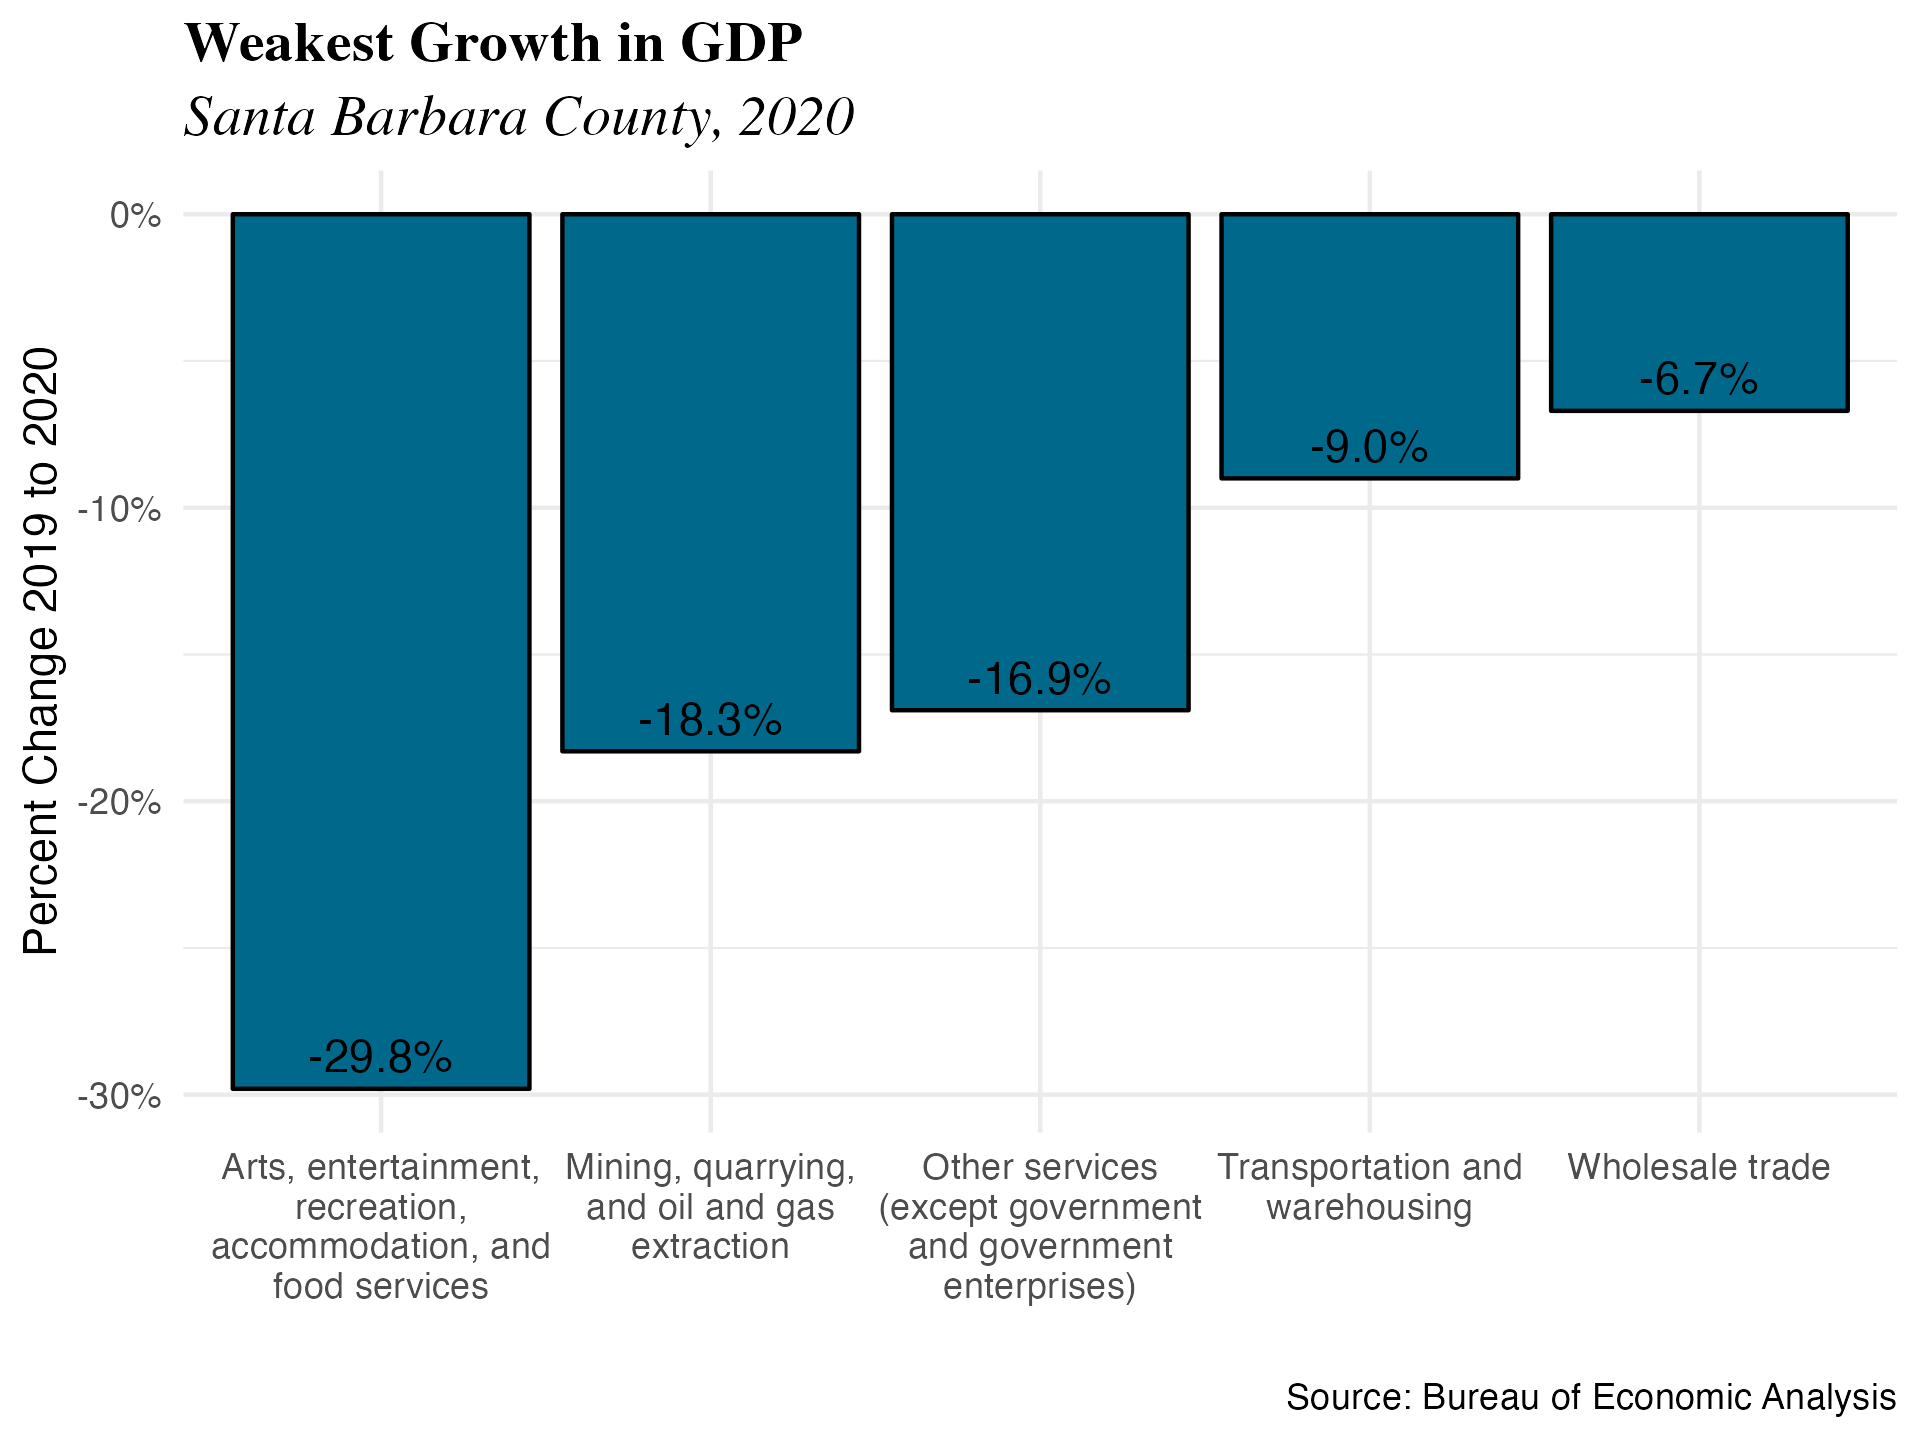 Weakest Growth in GDP
Santa Barbara County, 2020
Percent Change 2019 to 2020
0%
-10%
-20%
-30%
-29.8%
-18.3%
-16.9%
-9.0%
-6.7%
Arts, entertainment,
recreation,
accommodation, and
food services
Mining, quarrying,
and oil and gas
extraction
Other services
(except government
and government
enterprises)
Transportation and
warehousing
Wholesale trade
Source: Bureau of Economic Analysis